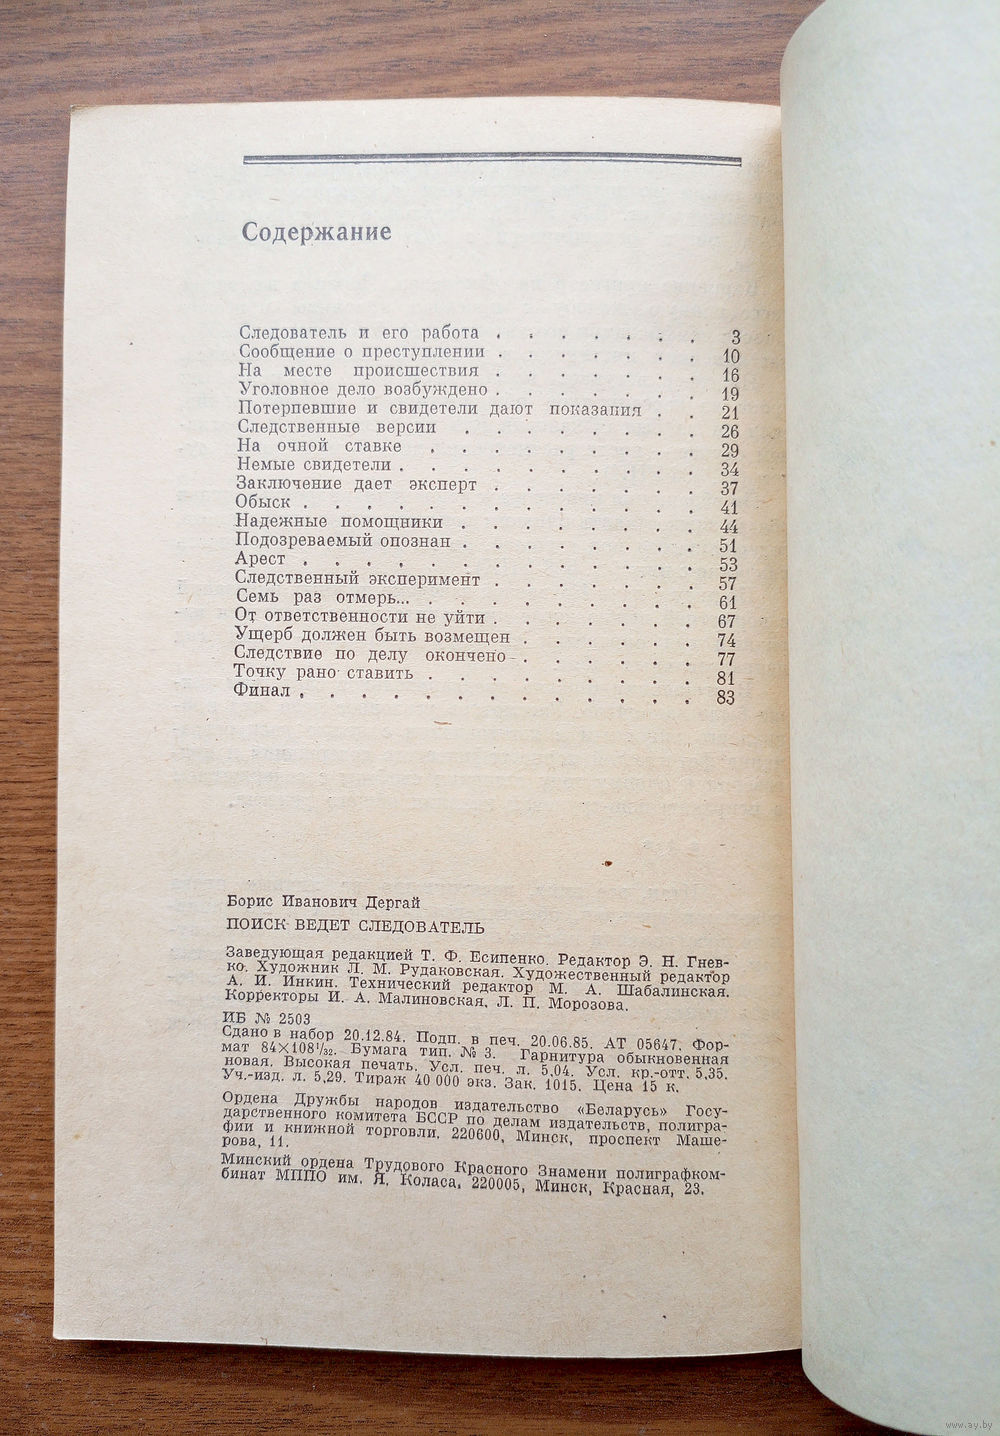 Содержание
Следователь и его работа . . . . . . . 3
Сообщение о преступлении . . . . . . . 10
На месте происшествия . . . . . . . 16
Уголовное дело возбуждено . . . . . . . 19
Потерпевшие и свидетели дают показания . . 21
Следственные версии . . . . . . . . 26
На очной ставке . . . . . . . . . 29
Немые свидетели . . . . . . . . . . 34
Заключение дает эксперт . . . . . . . 37
Обыск . . . . . . . . . . . . . 41
Надежные помощники . . . . . . . . 44
Подозреваемый опознан . . . . . . . . 51
Арест . . . . . . . . . . . . . 53
Следственный эксперимент . . . . . . . 57
Семь раз отмерь... . . . . . . . . . 61
От ответственности не уйти . . . . . . . 67
Ущерб должен быть возмещен . . . . . . 74
Следствие по делу окончено . . . . . . 77
Точку рано ставить . . . . . . . . . 81
Финал . . . . . . . . . . . . . 83
Борис Иванович Дергай
ПОИСК ВЕДЕТ СЛЕДОВАТЕЛЬ
Заведующая редакцией Т. Ф. Есипенко. Редактор Э. Н. Гнев-
ко. Художник Л. М. Рудаковская. Художественный редактор
А. И. Инкин. Технический редактор М. А. Шабалинская.
Корректоры И. А. Малиновская, Л. П. Морозова.
ИБ № 2503
Сдано в набор 20.12.84. Подп. в печ. 20.06.85. АТ 05647. Фор-
мат 84×108¹/₃₂. Бумага тип. № 3. Гарнитура обыкновенная
новая. Высокая печать. Усл. печ. л. 5,04. Усл. кр.-отт. 5,35.
Уч.-изд. л. 5,29. Тираж 40 000 экз. Зак. 1015. Цена 15 к.
Ордена Дружбы народов издательство «Беларусь» Госу-
дарственного комитета БССР по делам издательств, полигра-
фии и книжной торговли. 220600, Минск, проспект Маше-
рова, 11.
Минский ордена Трудового Красного Знамени полиграфком-
бинат МППО им. Я. Коласа, 220005, Минск, Красная, 23.
www.ay.by